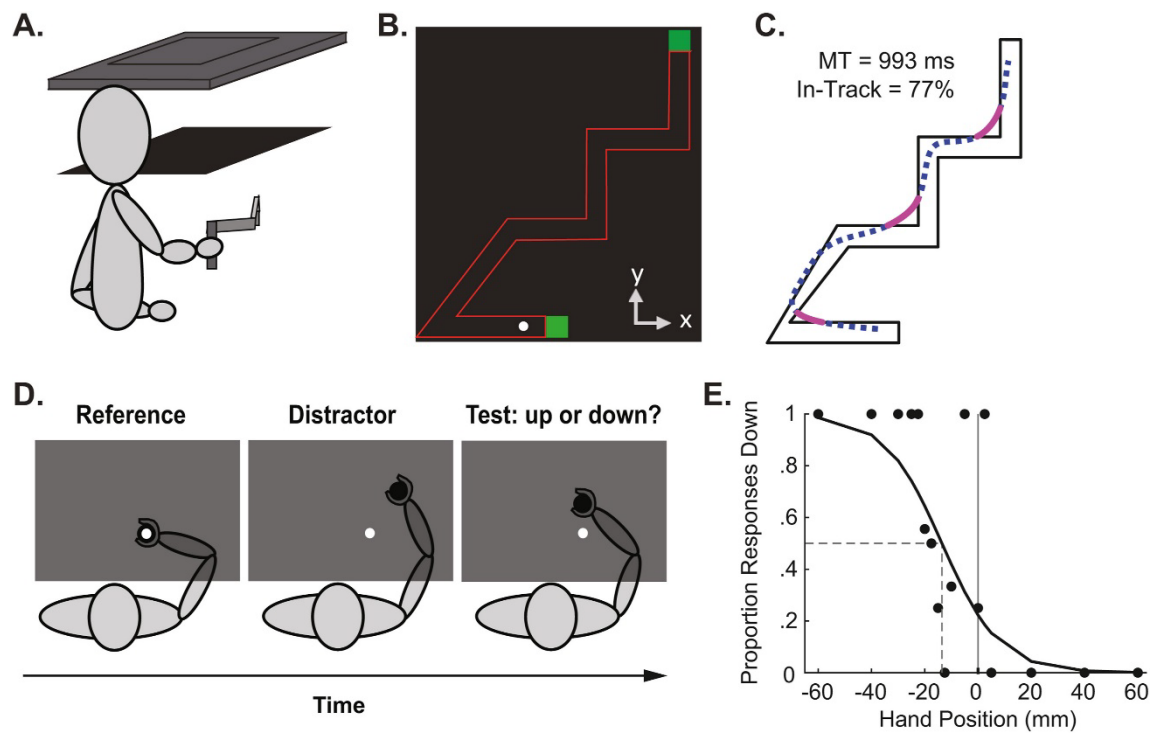 A.
B.
y
x
C.
MT = 993 ms
In-Track = 77%
D.
Reference
Distractor
Test: up or down?
Time
E.
Proportion Responses Down
1
.8
.6
.4
.2
0
-60 -40 -20 0 20 40 60
Hand Position (mm)